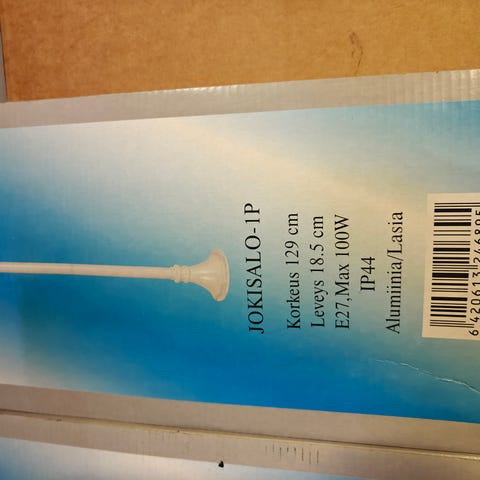 JOKISALO-1P
Korkeus 129 cm
Leveys 18.5 cm
E27,Max 100W
IP44
Alumiinia/Lasia